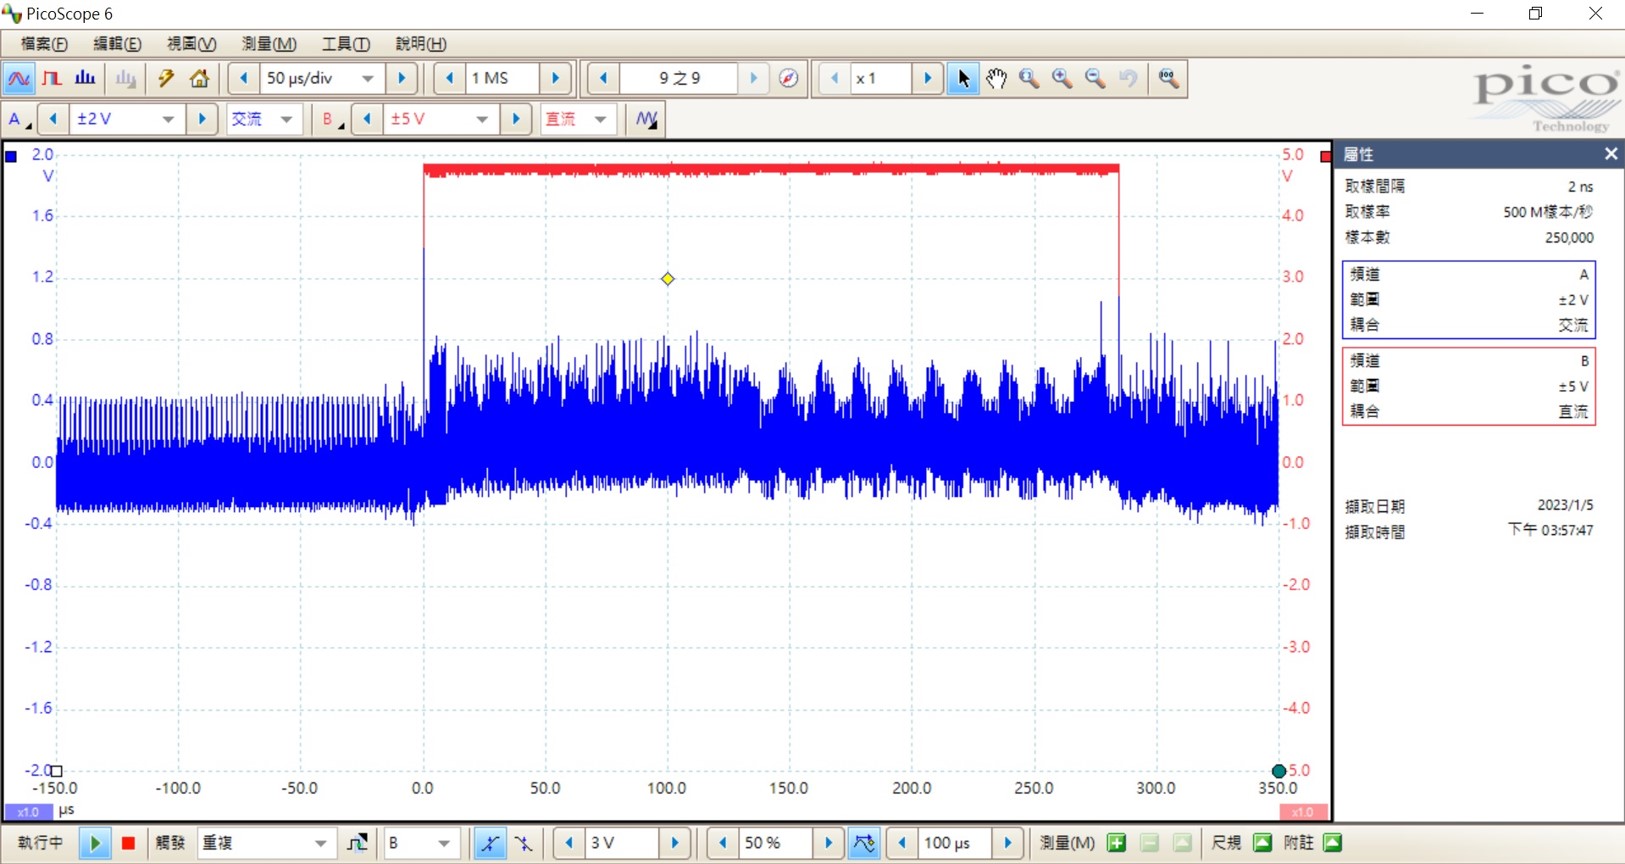 PicoScope 6
檔案(F) 編輯(E) 視圖(V) 測量(M) 工具(T) 說明(H)
50 µs/div 1 MS 9 之 9 x 1
pico
Technology
A ±2 V 交流 B ±5 V 直流
2.0 5.0
V V
1.6 4.0
1.2 3.0
0.8 2.0
0.4 1.0
0.0 0.0
-0.4 -1.0
-0.8 -2.0
-1.2 -3.0
-1.6 -4.0
-2.0 5.0
-150.0 -100.0 -50.0 0.0 50.0 100.0 150.0 200.0 250.0 300.0 350.0
x1.0 µs x1.0
屬性
取樣間隔 2 ns
取樣率 500 M樣本/秒
樣本數 250,000
頻道 A
範圍 ±2 V
耦合 交流
頻道 B
範圍 ±5 V
耦合 直流
擷取日期 2023/1/5
擷取時間 下午 03:57:47
執行中 觸發 重複 B 3 V 50 % 100 µs 測量(M) 尺規 附註